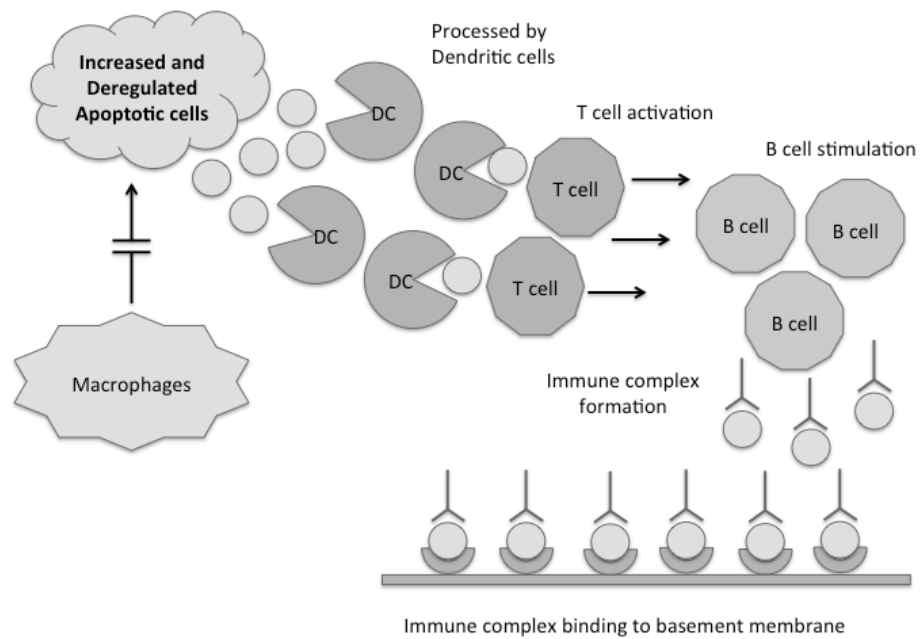 Increased and
Deregulated
Apoptotic cells
Processed by
Dendritic cells
DC
DC
DC
DC
T cell activation
T cell
T cell
B cell stimulation
B cell
B cell
B cell
Macrophages
Immune complex
formation
Immune complex binding to basement membrane